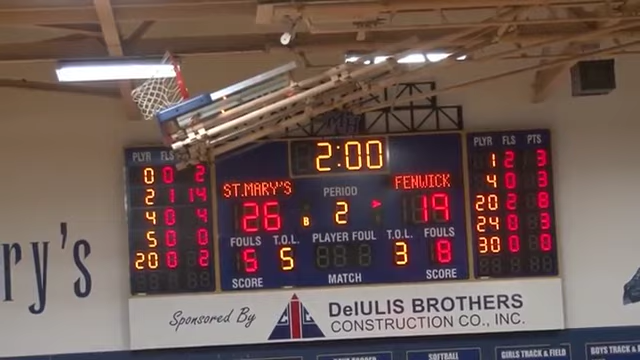 2:00
PLYR FLS
PLYR FLS PTS
0 0 2
2 1 14
4 0 4
5 0 0
20 0 2
ST.MARY'S
PERIOD
FENWICK
26 B 2 19
FOULS T.O.L. PLAYER FOUL T.O.L. FOULS
5 5 3 8
SCORE MATCH SCORE
1 2 3
4 0 3
20 2 8
24 0 3
30 0 0
ry's
Sponsored By
DeIULIS BROTHERS
CONSTRUCTION CO., INC.
SOFTBALL
GIRLS TRACK & FIELD
BOYS TRACK &